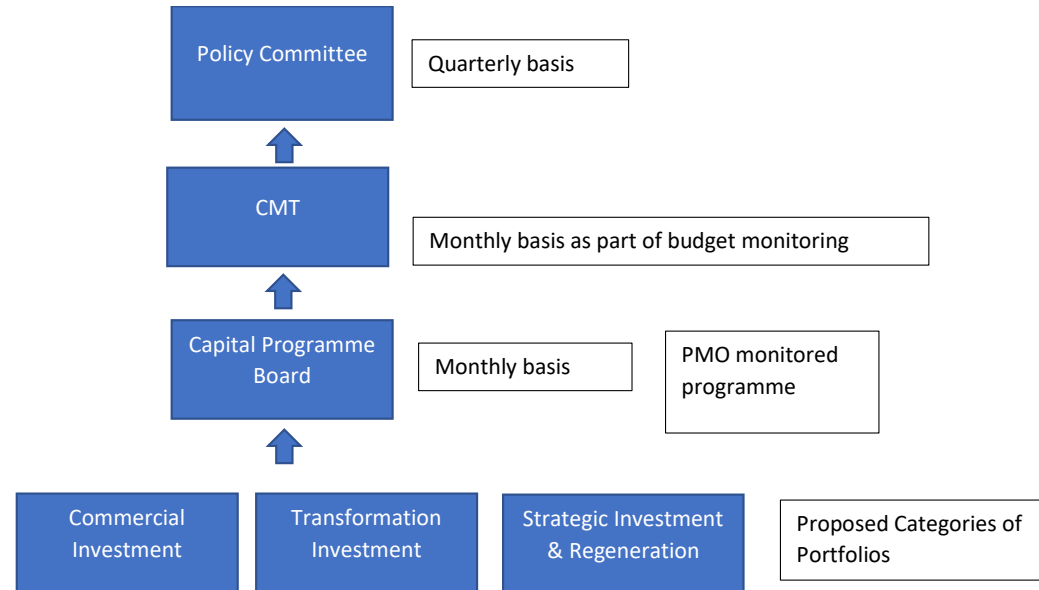 Policy Committee
Quarterly basis
CMT
Monthly basis as part of budget monitoring
Capital Programme
Board
Monthly basis
PMO monitored
programme
Commercial
Investment
Transformation
Investment
Strategic Investment
& Regeneration
Proposed Categories of
Portfolios